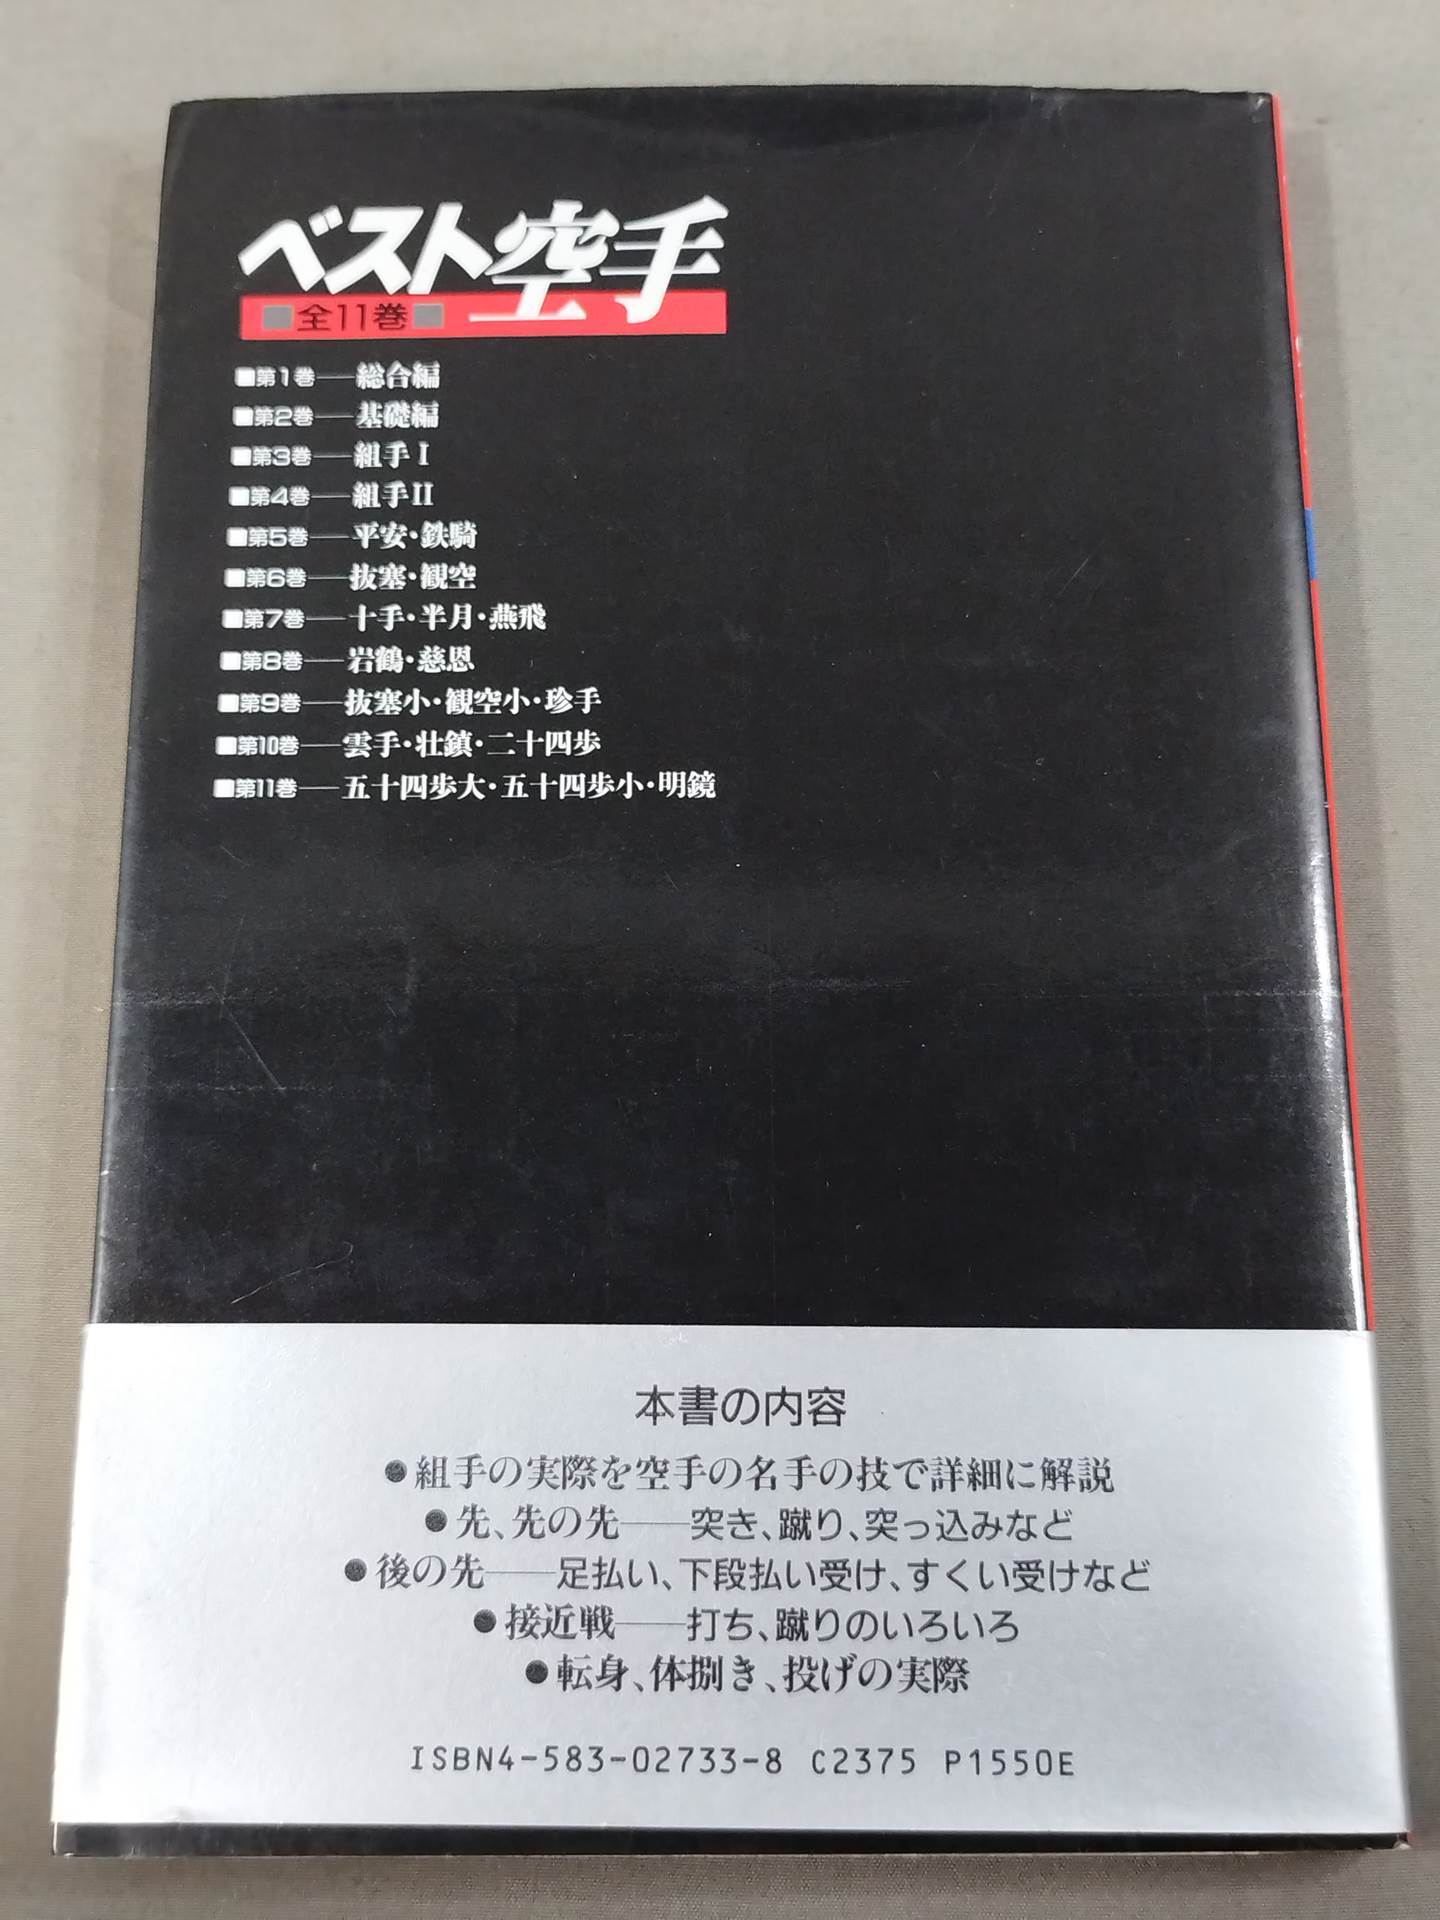 ベスト空手
■全11巻■
■第1巻──総合編
■第2巻──基礎編
■第3巻──組手I
■第4巻──組手II
■第5巻──平安・鉄騎
■第6巻──抜塞・観空
■第7巻──十手・半月・燕飛
■第8巻──岩鶴・慈恩
■第9巻──抜塞小・観空小・珍手
■第10巻──雲手・壮鎮・二十四歩
■第11巻──五十四歩大・五十四歩小・明鏡
本書の内容
●組手の実際を空手の名手の技で詳細に解説
●先、先の先──突き、蹴り、突っ込みなど
●後の先──足払い、下段払い受け、すくい受けなど
●接近戦──打ち、蹴りのいろいろ
●転身、体捌き、投げの実際
ISBN4-583-02733-8 C2375 P1550E